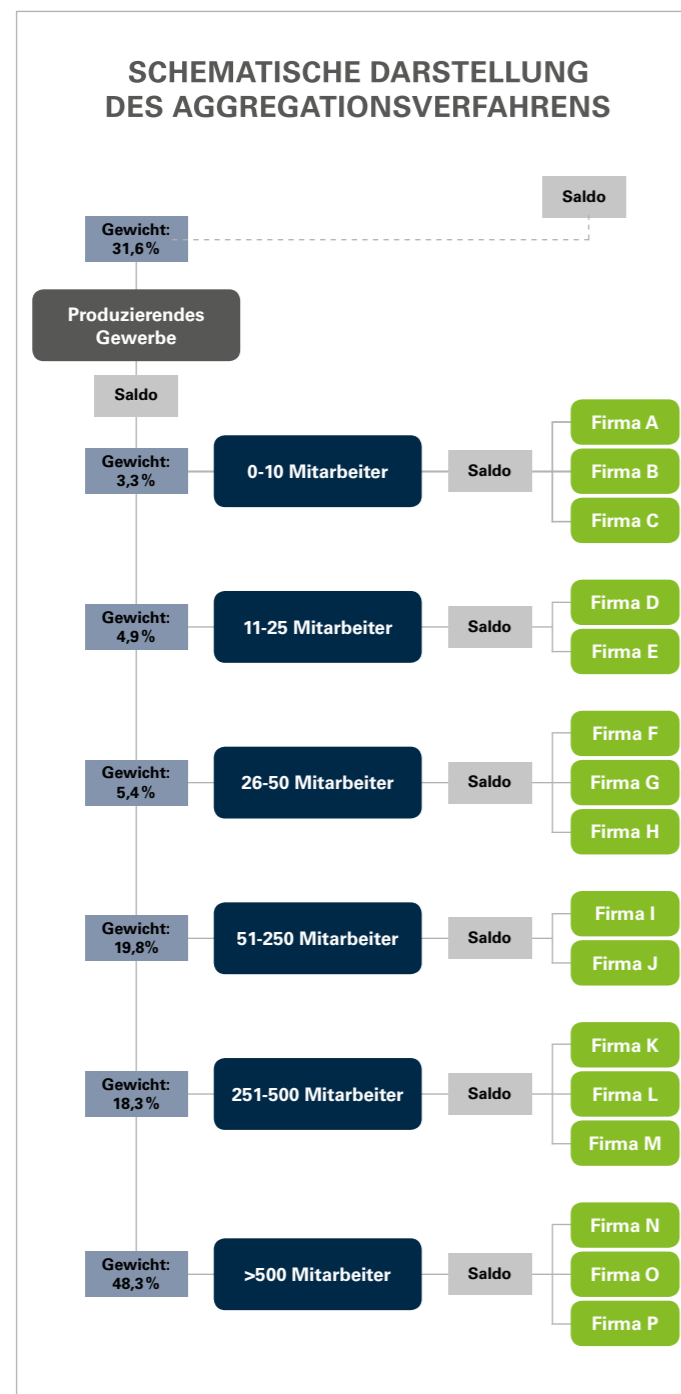 SCHEMATISCHE DARSTELLUNG
DES AGGREGATIONSVERFAHRENS
Saldo
Gewicht:
31,6 %
Produzierendes
Gewerbe
Saldo
Gewicht:
3,3 %
0-10 Mitarbeiter
Saldo
Firma A
Firma B
Firma C
Gewicht:
4,9 %
11-25 Mitarbeiter
Saldo
Firma D
Firma E
Gewicht:
5,4 %
26-50 Mitarbeiter
Saldo
Firma F
Firma G
Firma H
Gewicht:
19,8%
51-250 Mitarbeiter
Saldo
Firma I
Firma J
Gewicht:
18,3 %
251-500 Mitarbeiter
Saldo
Firma K
Firma L
Firma M
Gewicht:
48,3 %
>500 Mitarbeiter
Saldo
Firma N
Firma O
Firma P